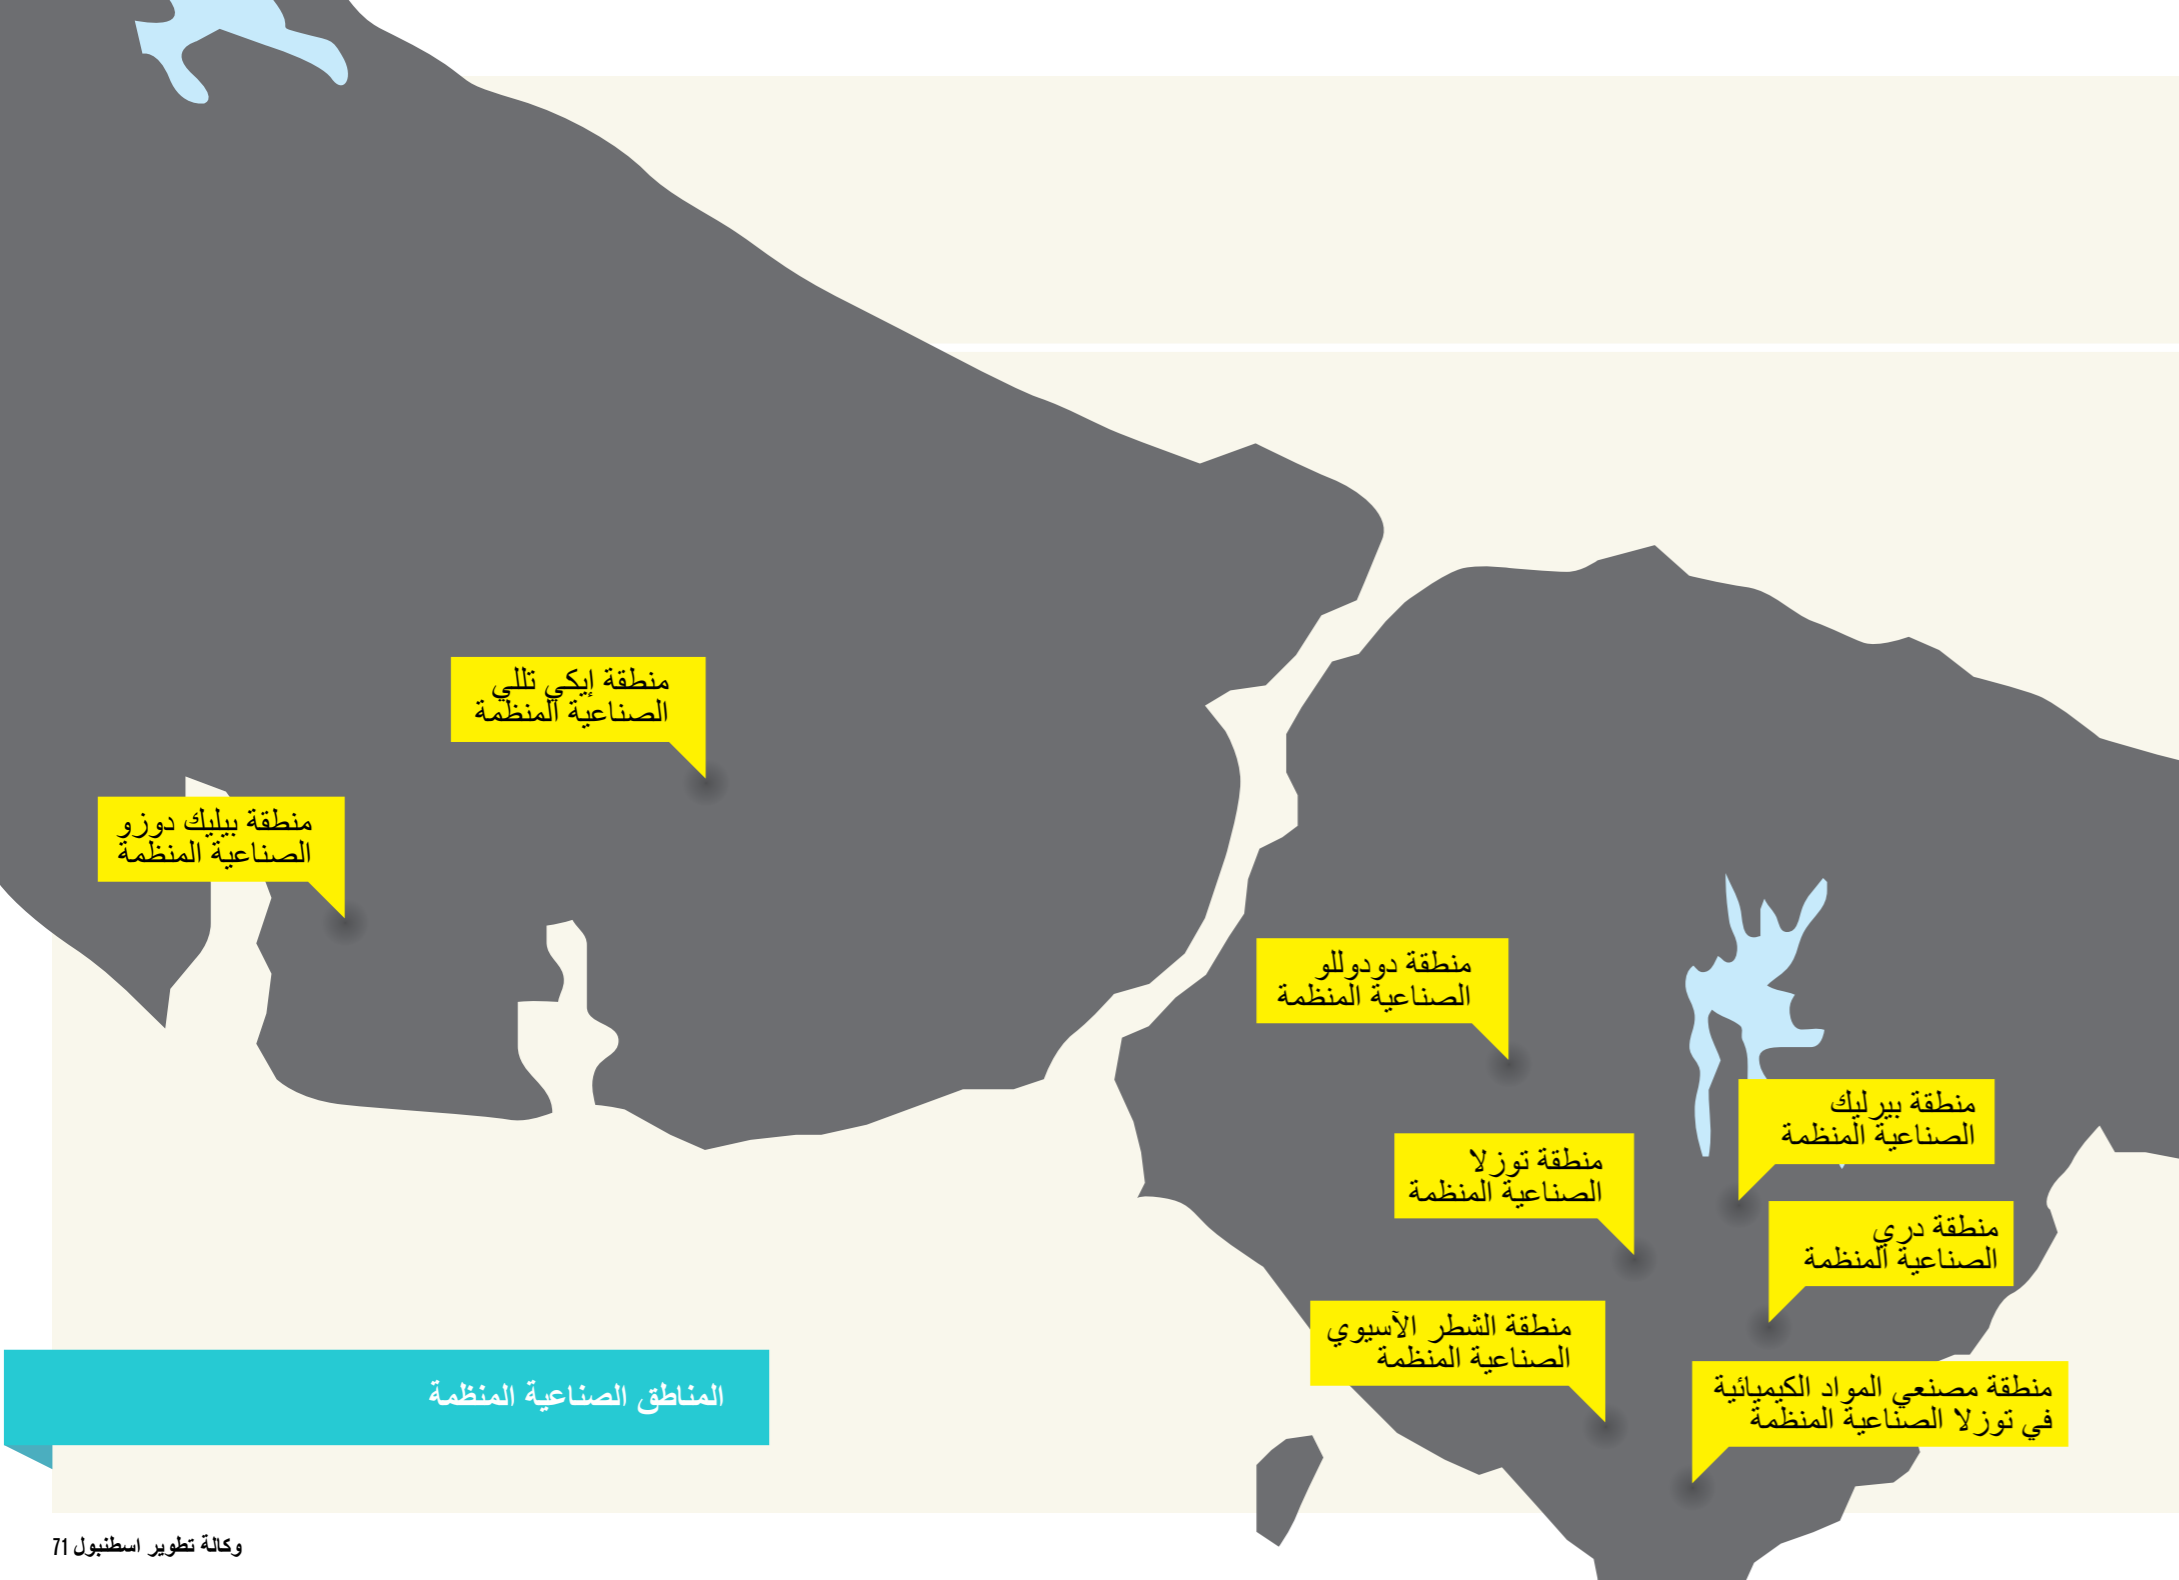 منطقة إيكي تللي
الصناعية المنظمة
منطقة بيليك دوزو
الصناعية المنظمة
منطقة دودوللو
الصناعية المنظمة
منطقة بيرليك
الصناعية المنظمة
منطقة توزلا
الصناعية المنظمة
منطقة دري
الصناعية المنظمة
منطقة الشطر الآسيوي
الصناعية المنظمة
منطقة مصنعي المواد الكيميائية
في توزلا الصناعية المنظمة
المناطق الصناعية المنظمة
وكالة تطوير اسطنبول 71